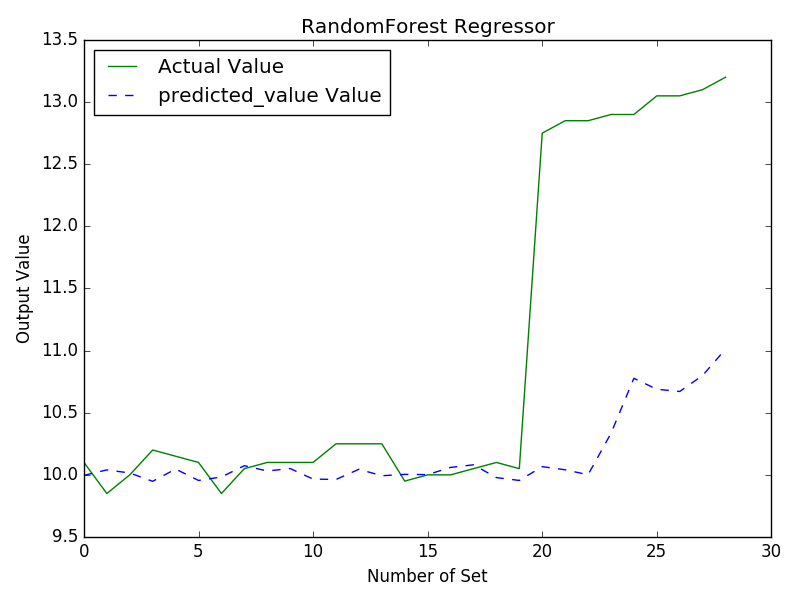 RandomForest Regressor
Actual Value
predicted_value Value
Output Value
13.5
13.0
12.5
12.0
11.5
11.0
10.5
10.0
9.5
0 5 10 15 20 25 30
Number of Set